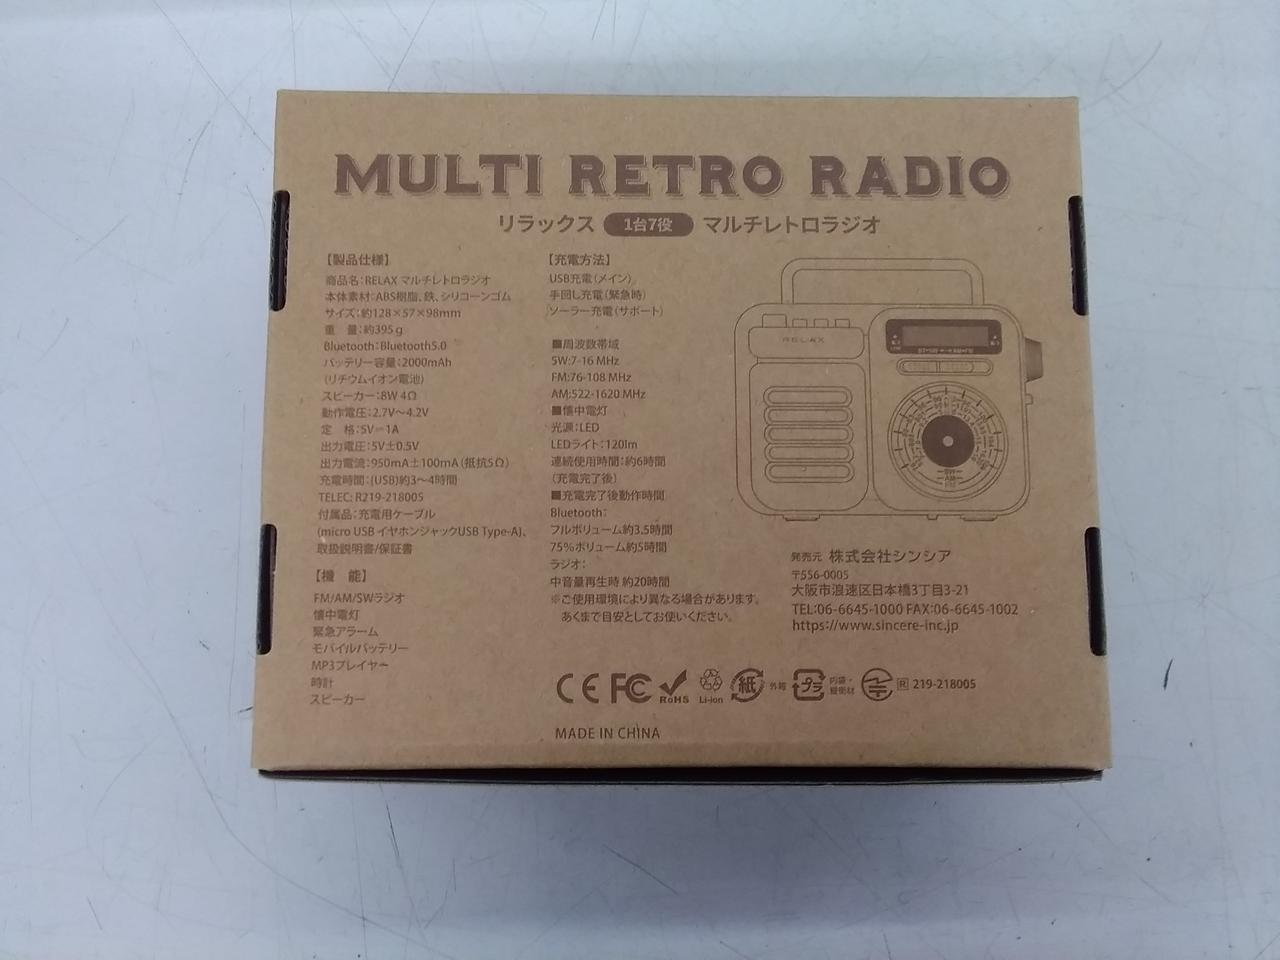 MULTI RETRO RADIO
リラックス 1台7役 マルチレトロラジオ
【製品仕様】
商品名:RELAX マルチレトロラジオ
本体素材:ABS樹脂、鉄、シリコーンゴム
サイズ:約128×57×98mm
重 量:約395g
Bluetooth:Bluetooth5.0
バッテリー容量:2000mAh
(リチウムイオン電池)
スピーカー:8W 4Ω
動作電圧:2.7V～4.2V
定 格:5V⎓1A
出力電圧:5V±0.5V
出力電流:950mA±100mA(抵抗5Ω)
充電時間:(USB)約3～4時間
TELEC: R219-218005
付属品:充電用ケーブル
(micro USB イヤホンジャックUSB Type-A)、
取扱説明書/保証書
【機 能】
FM/AM/SWラジオ
懐中電灯
緊急アラーム
モバイルバッテリー
MP3プレイヤー
時計
スピーカー
【充電方法】
USB充電(メイン)
手回し充電(緊急時)
ソーラー充電(サポート)
■周波数帯域
SW:7-16 MHz
FM:76-108 MHz
AM:522-1620 MHz
■懐中電灯
光源:LED
LEDライト:120lm
連続使用時間:約6時間
(充電完了後)
■充電完了後動作時間
Bluetooth:
フルボリューム約3.5時間
75%ボリューム約5時間
ラジオ:
中音量再生時 約20時間
※ご使用環境により異なる場合があります。
あくまで目安としてお使いください。
RELAX
SW
AM
FM
発売元 株式会社シンシア
〒556-0005
大阪市浪速区日本橋3丁目3-21
TEL:06-6645-1000 FAX:06-6645-1002
https://www.sincere-inc.jp
CE FC RoHS Li-ion 紙 外箱 プラ 内袋・緩衝材 R 219-218005
MADE IN CHINA